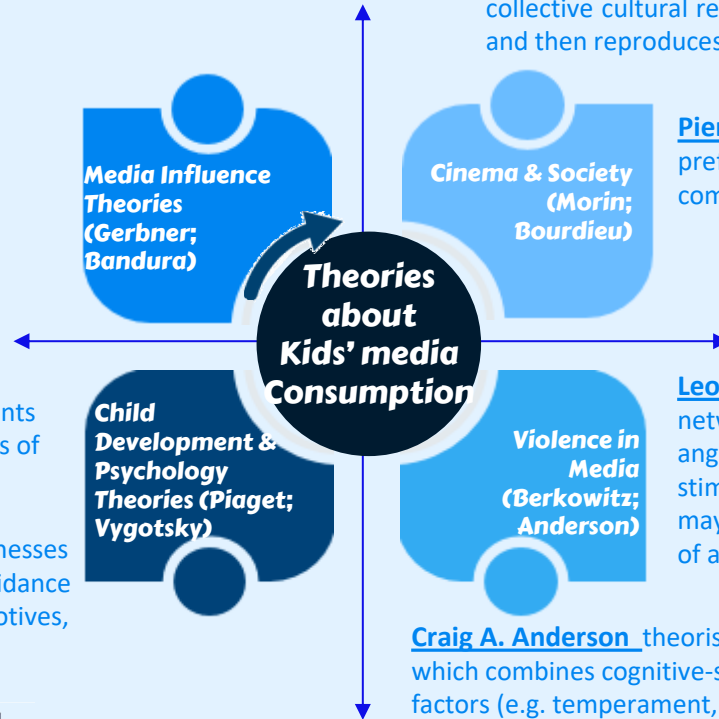 collective cultural re
and then reproduces
Media Influence
Theories
(Gerbner;
Bandura)
Cinema & Society
(Morin;
Bourdieu)
Pier
pref
com
Theories
about
Kids' media
Consumption
Child
Development &
Psychology
Theories (Piaget;
Vygotsky)
Violence in
Media
(Berkowitz;
Anderson)
nts
s of
nesses
idance
otives,
Leo
netw
ang
stim
may
of a
Craig A. Anderson theoris
which combines cognitive-s
factors (e.g. temperament,